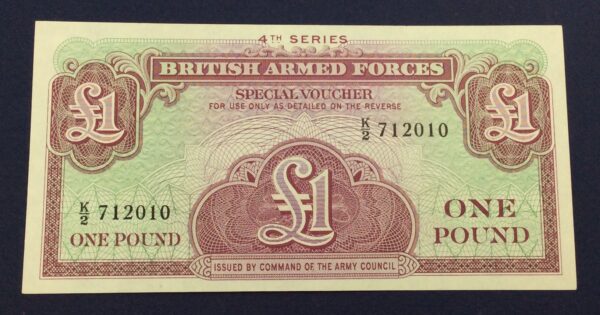 4TH SERIES
BRITISH ARMED FORCES
SPECIAL VOUCHER
FOR USE ONLY AS DETAILED ON THE REVERSE
£1
£1
K/2 712010
£1
K/2 712010
ONE POUND
ONE
POUND
ISSUED BY COMMAND OF THE ARMY COUNCIL